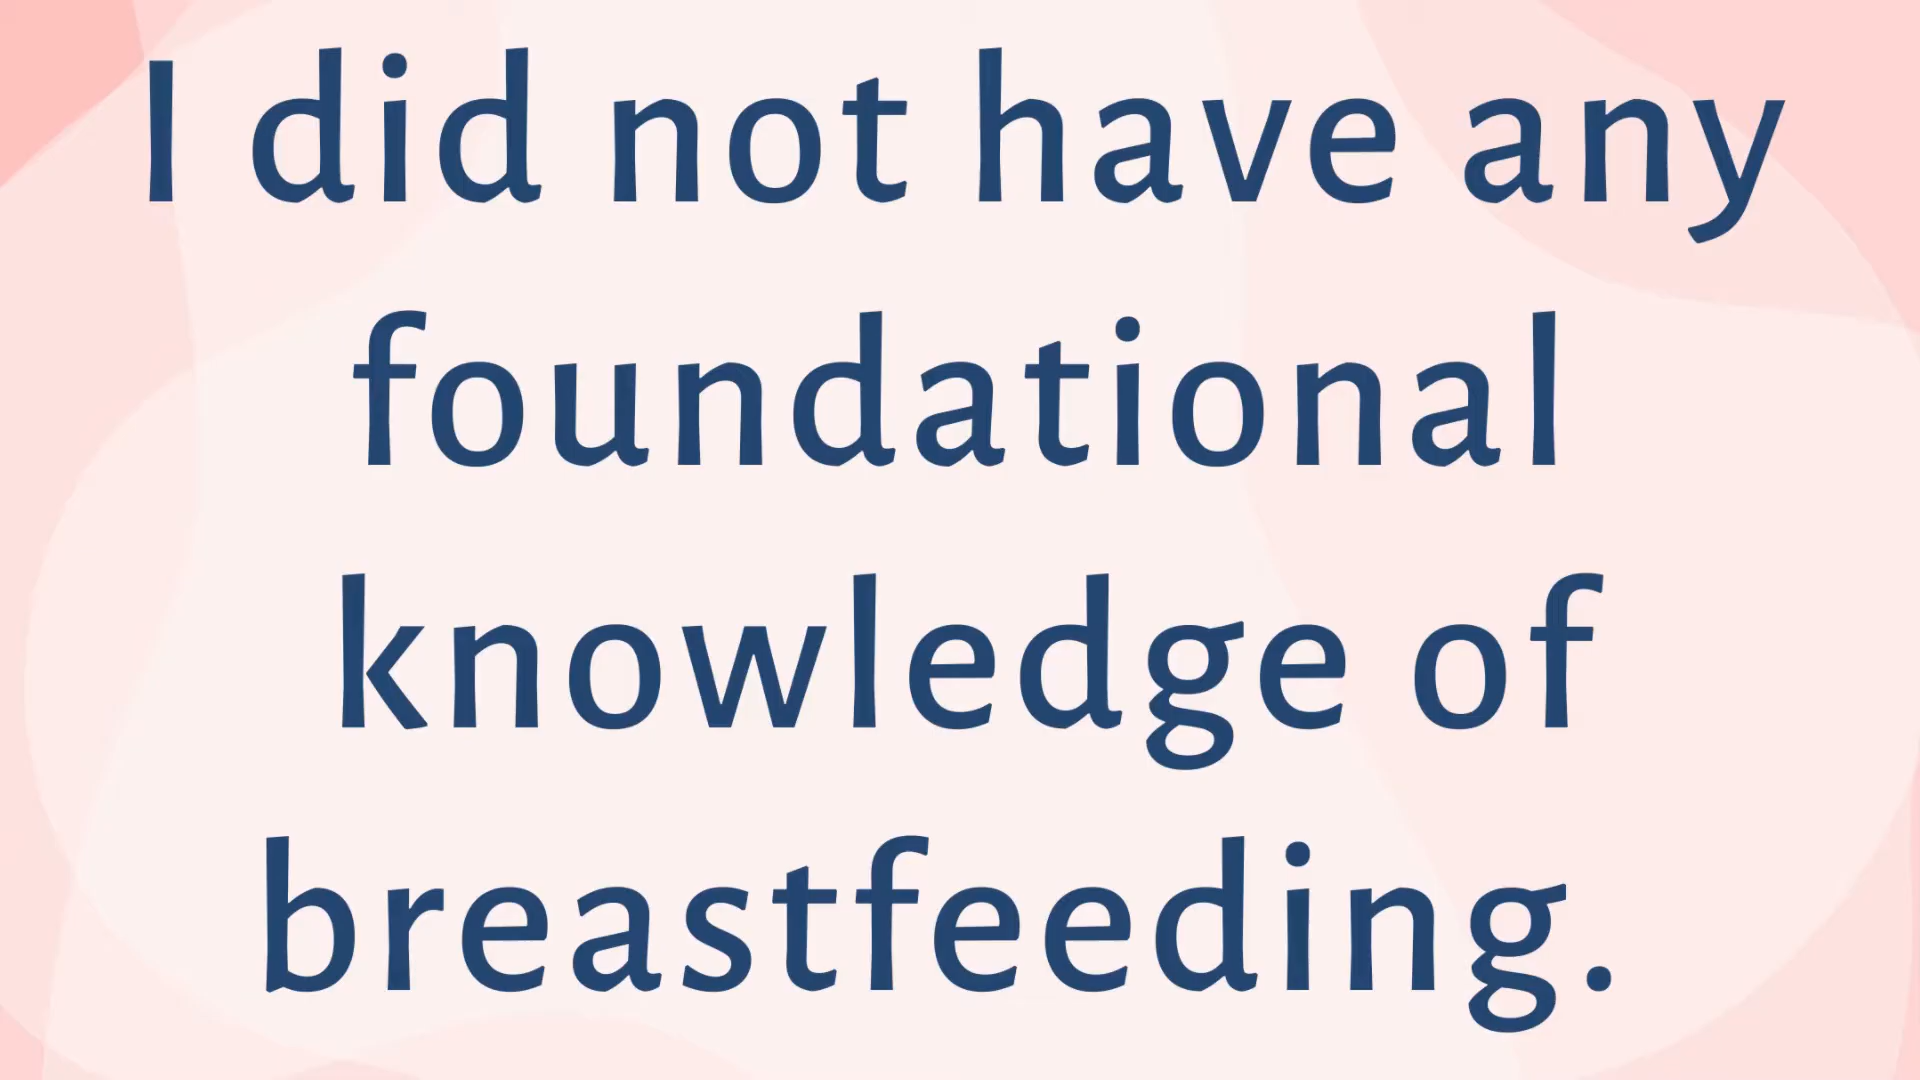 I did not have any
foundational
knowledge of
breastfeeding.